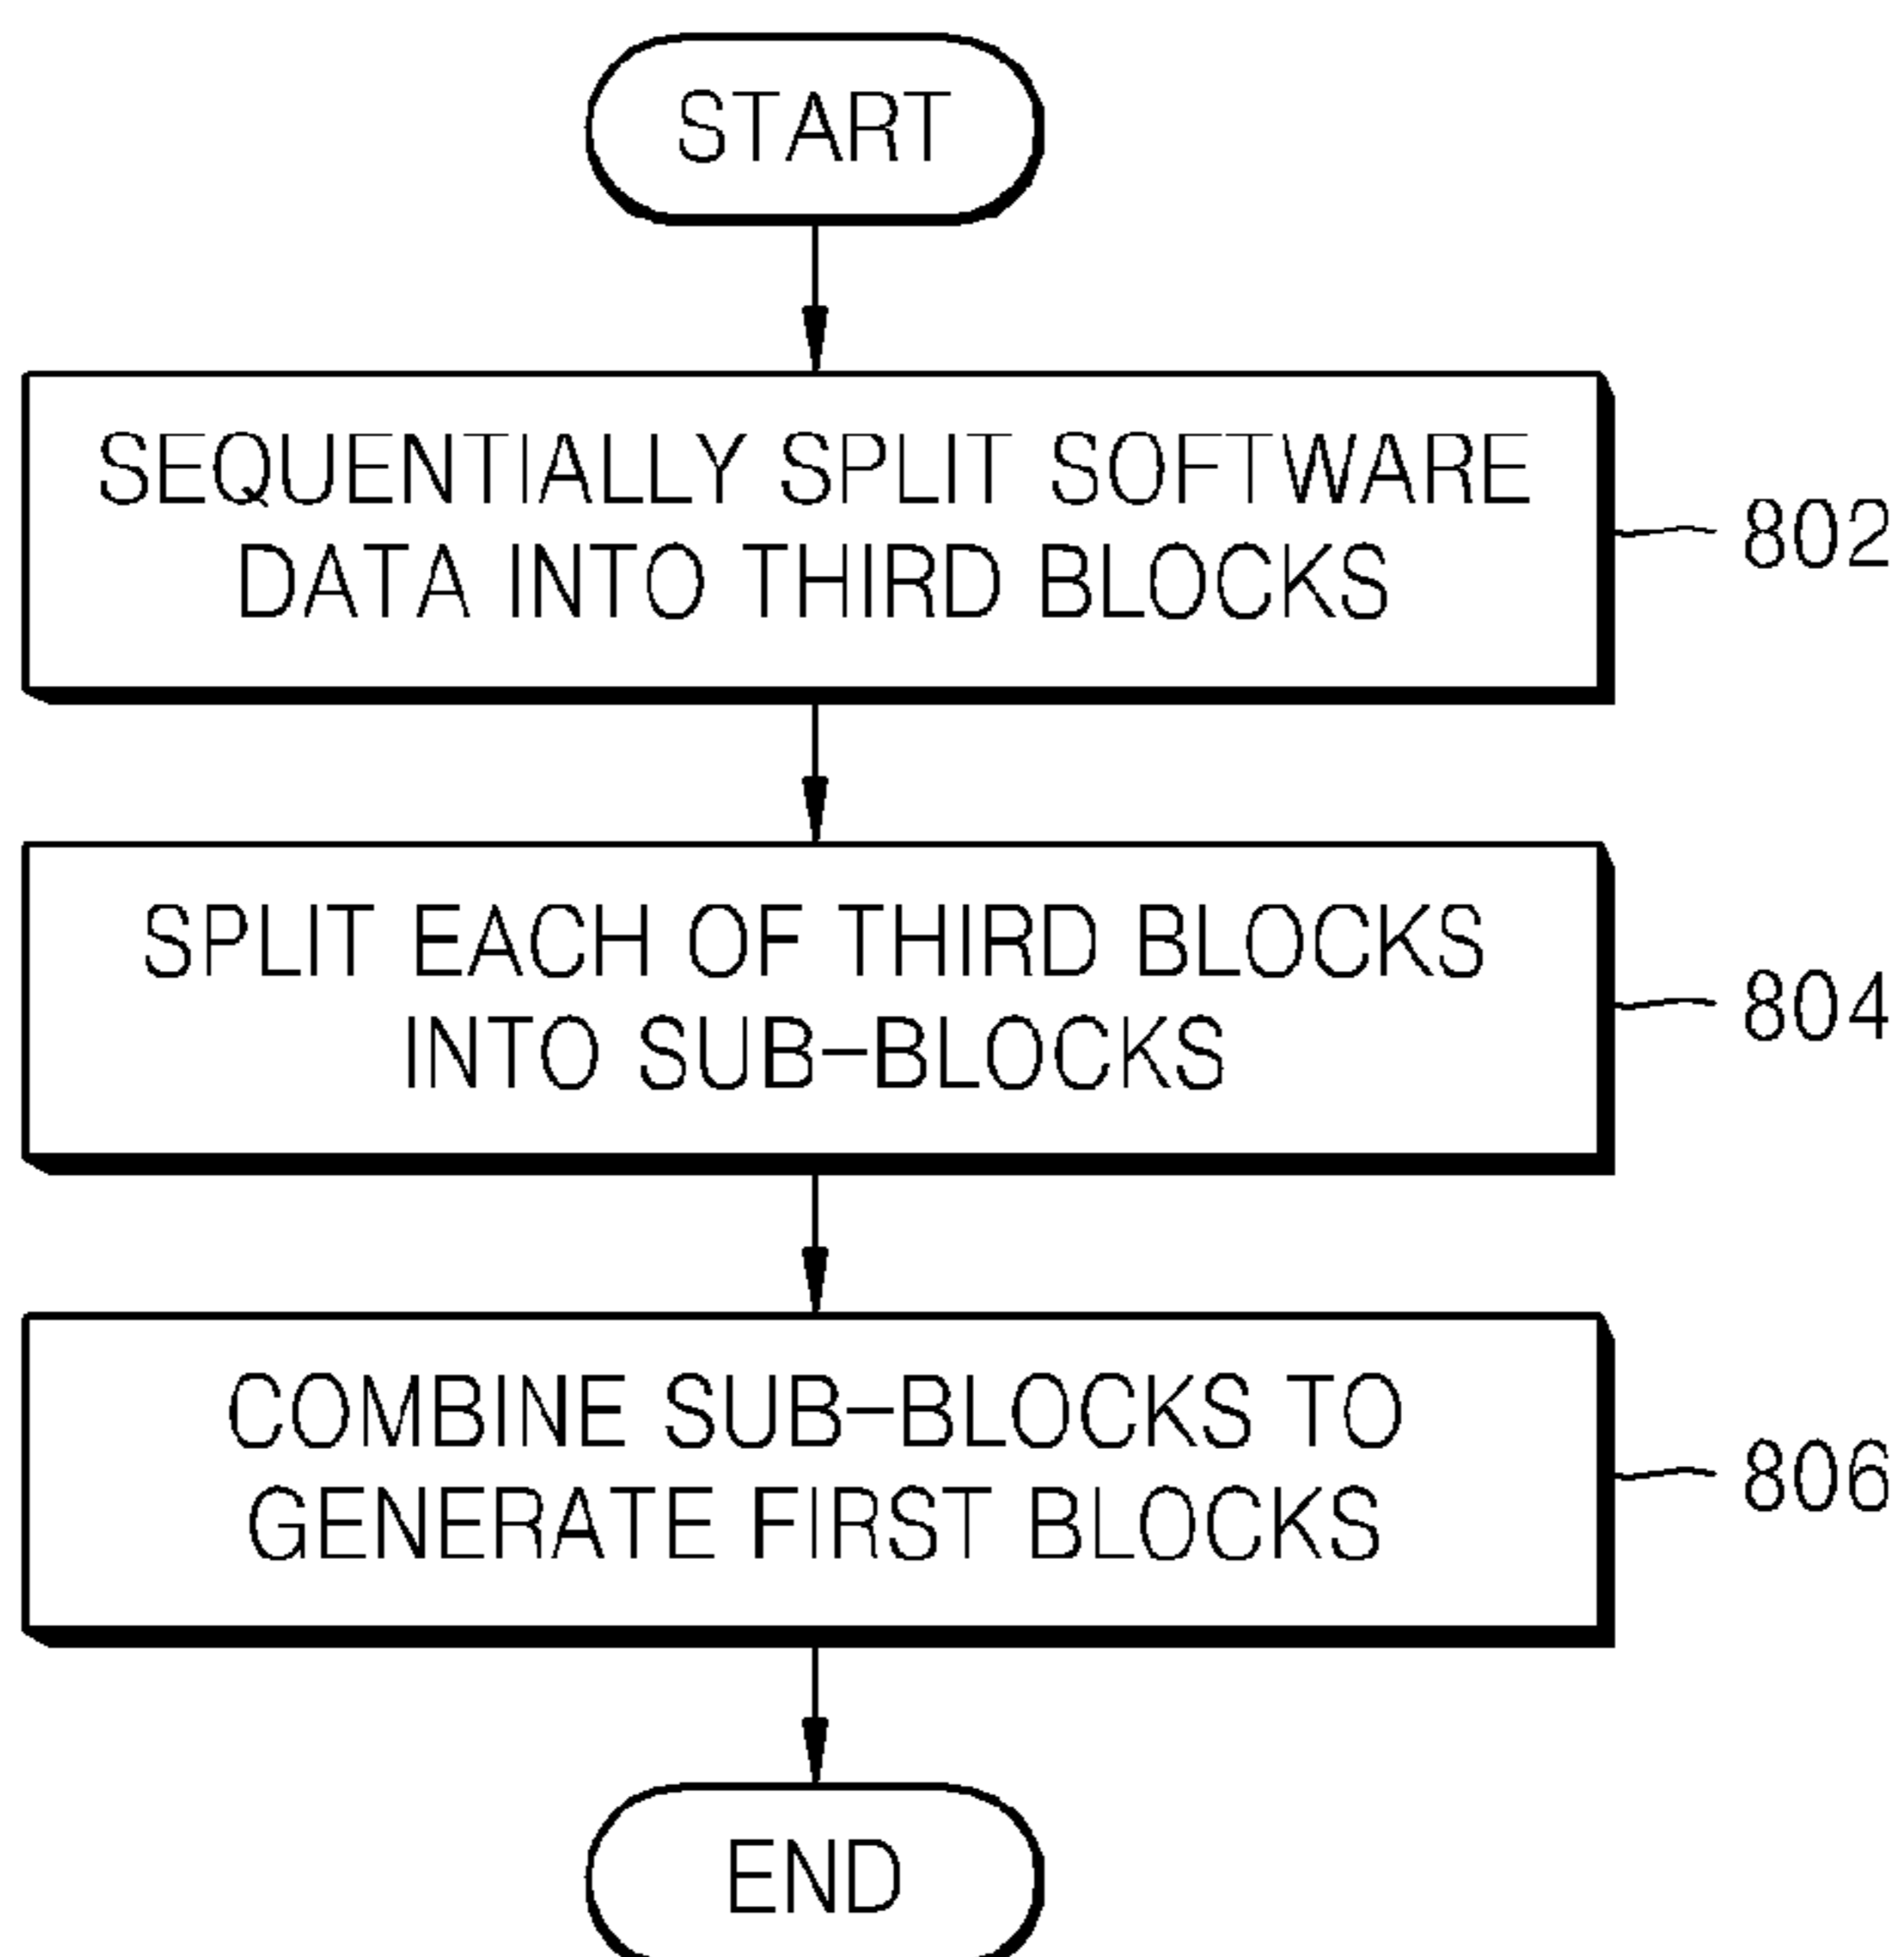 START
SEQUENTIALLY SPLIT SOFTWARE
DATA INTO THIRD BLOCKS
802
SPLIT EACH OF THIRD BLOCKS
INTO SUB-BLOCKS
804
COMBINE SUB-BLOCKS TO
GENERATE FIRST BLOCKS
806
END